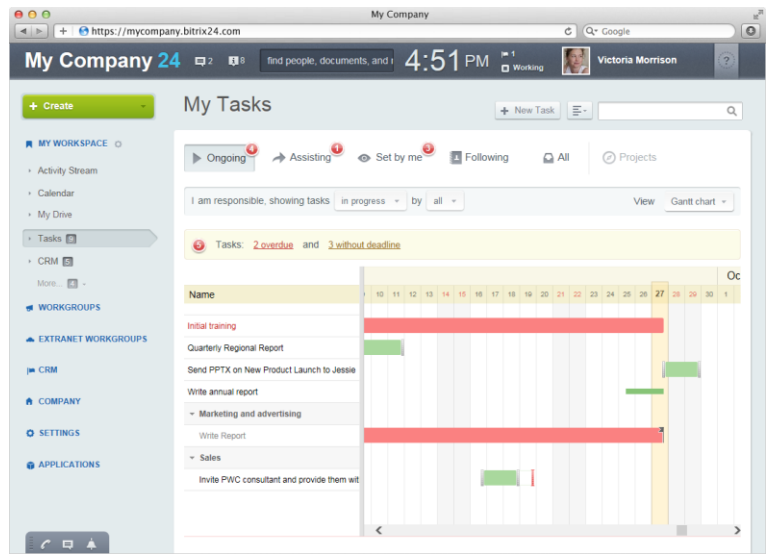 My Company
https://mycompany.bitrix24.com
Google
My Company 24
2
8
find people, documents, and
4:51 PM
1
Working
Victoria Morrison
?
+ Create
My Tasks
+ New Task
MY WORKSPACE
Activity Stream
Calendar
My Drive
Tasks
CRM
More...
WORKGROUPS
EXTRANET WORKGROUPS
CRM
COMPANY
SETTINGS
APPLICATIONS
Ongoing 4
Assisting 1
Set by me 3
Following
All
Projects
I am responsible, showing tasks in progress by all
View Gantt chart
5 Tasks: 2 overdue and 3 without deadline
Oc
Name
10 11 12 13 14 15 16 17 18 19 20 21 22 23 24 25 26 27 28 29 30 1
Initial training
Quarterly Regional Report
Send PPTX on New Product Launch to Jessie
Write annual report
Marketing and advertising
Write Report
Sales
Invite PWC consultant and provide them wit